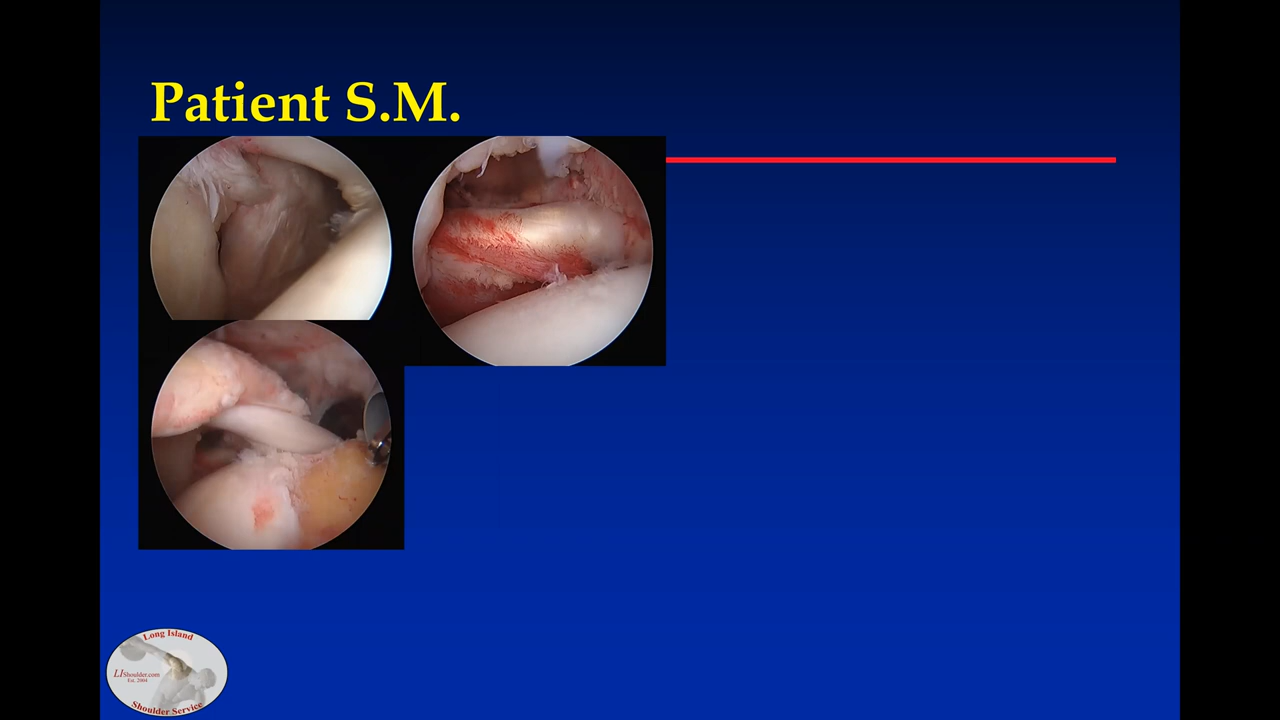 Patient S.M.
Long Island
LIShoulder.com
Est. 2004
Shoulder Service